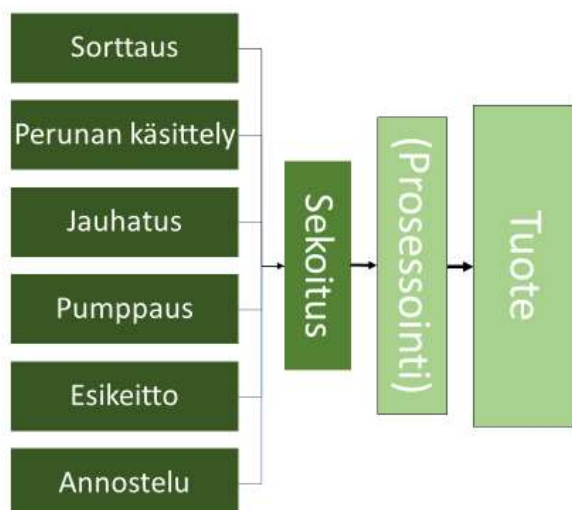 Sorttaus
Perunan käsittely
Jauhatus
Pumppaus
Esikeitto
Annostelu
Sekoitus
(Prosessointi)
Tuote